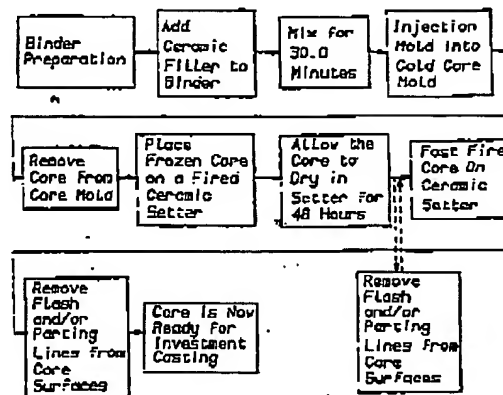 Binder
Preparation
Add
Ceramic
Filler to
Binder
Mix for
30.0
Minutes
Injection
Mold into
Cold Core
Mold
Remove
Core from
Core Mold
Place
Frozen Core
on a Fired
Ceramic
Setter
Allow the
Core to
Dry in
Setter for
48 Hours
Fast Fire
Core On
Ceramic
Setter
Remove
Flash
and/or
Parting
Lines from
Core
Surfaces
Core is Now
Ready for
Investment
Casting
Remove
Flash
and/or
Parting
Lines from
Core
Surfaces